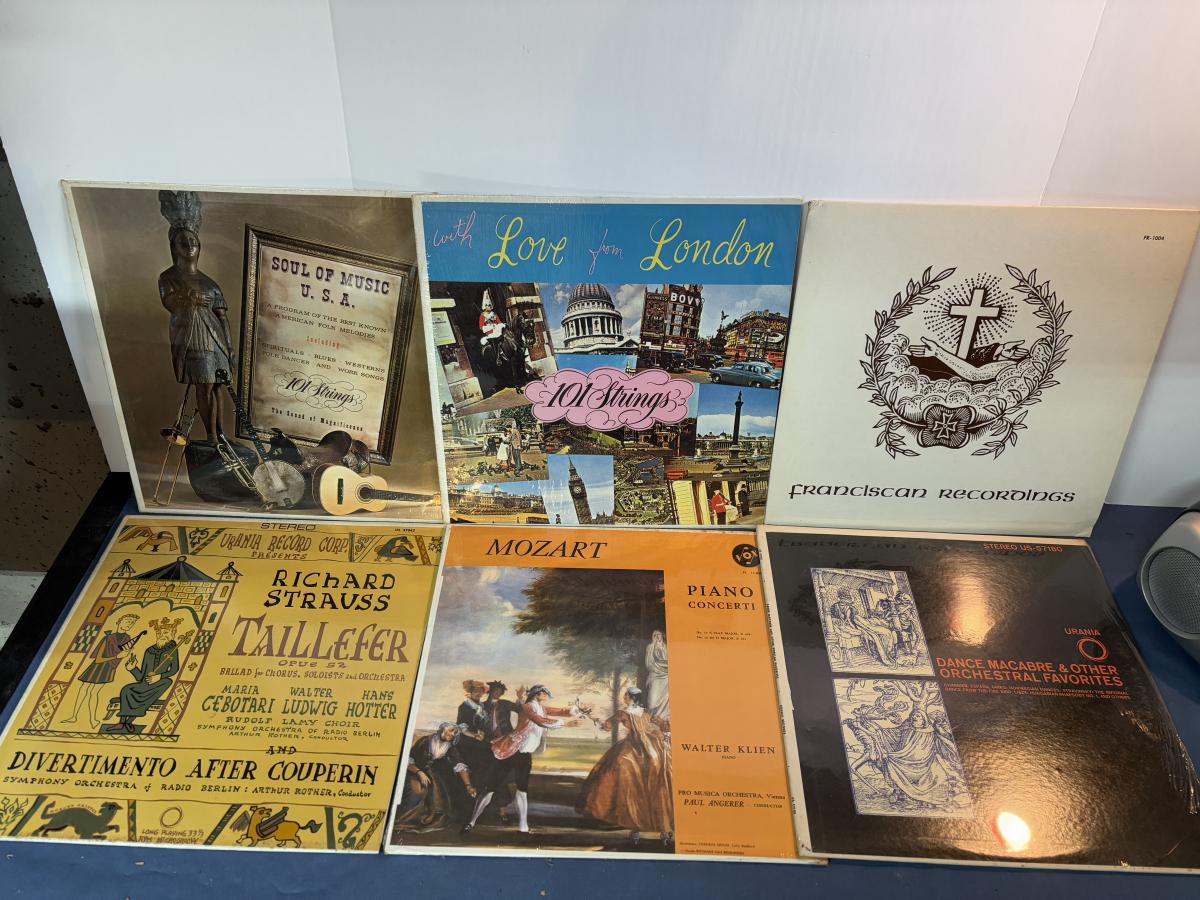 SOUL OF MUSIC
U. S. A.
A PROGRAM OF THE BEST KNOWN
AMERICAN FOLK MELODIES
Including
SPIRITUALS · BLUES · WESTERNS
FOLK DANCES AND WORK SONGS
101 Strings
The Sound of Magnificence
with Love from London
GUINNESS
BOV
101 Strings
FR-1004
Franciscan Recordings
STEREO
URANIA RECORD CORP.
PRESENTS
RICHARD
STRAUSS
TAILLEFER
OPUS 52
BALLAD for CHORUS, SOLOISTS and ORCHESTRA
MARIA WALTER HANS
CEBOTARI LUDWIG HOTTER
RUDOLF LAMY CHOIR
SYMPHONY ORCHESTRA OF RADIO BERLIN
ARTHUR ROTHER, CONDUCTOR
AND
DIVERTIMENTO AFTER COUPERIN
SYMPHONY ORCHESTRA of RADIO BERLIN: ARTHUR ROTHER, Conductor
LONG PLAYING 33⅓
RPM MICROGROOVE
MOZART
VOX
PIANO
CONCERTI
WALTER KLIEN
PIANO
PRO MUSICA ORCHESTRA, Vienna
PAUL ANGERER CONDUCTOR
STEREO US-57180
URANIA
DANCE MACABRE & OTHER
ORCHESTRAL FAVORITES